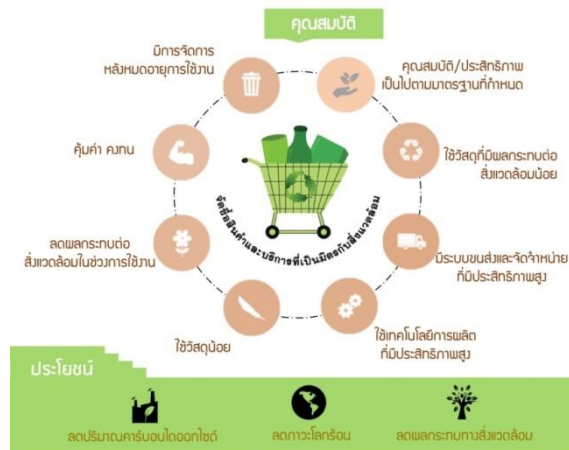 คุณสมบัติ
มีการจัดการ
หลังหมดอายุการใช้งาน
คุณสมบัติ/ประสิทธิภาพ
เป็นไปตามมาตรฐานที่กำหนด
คุ้มค่า คงทน
ใช้วัสดุที่มีผลกระทบต่อ
สิ่งแวดล้อมน้อย
จัดซื้อสินค้าและบริการที่เป็นมิตรกับสิ่งแวดล้อม
ลดผลกระทบต่อ
สิ่งแวดล้อมในช่วงการใช้งาน
มีระบบขนส่งและจัดจำหน่าย
ที่มีประสิทธิภาพสูง
ใช้วัสดุน้อย
ใช้เทคโนโลยีการผลิต
ที่มีประสิทธิภาพสูง
ประโยชน์
ลดปริมาณคาร์บอนไดออกไซด์
ลดภาวะโลกร้อน
ลดผลกระทบทางสิ่งแวดล้อม